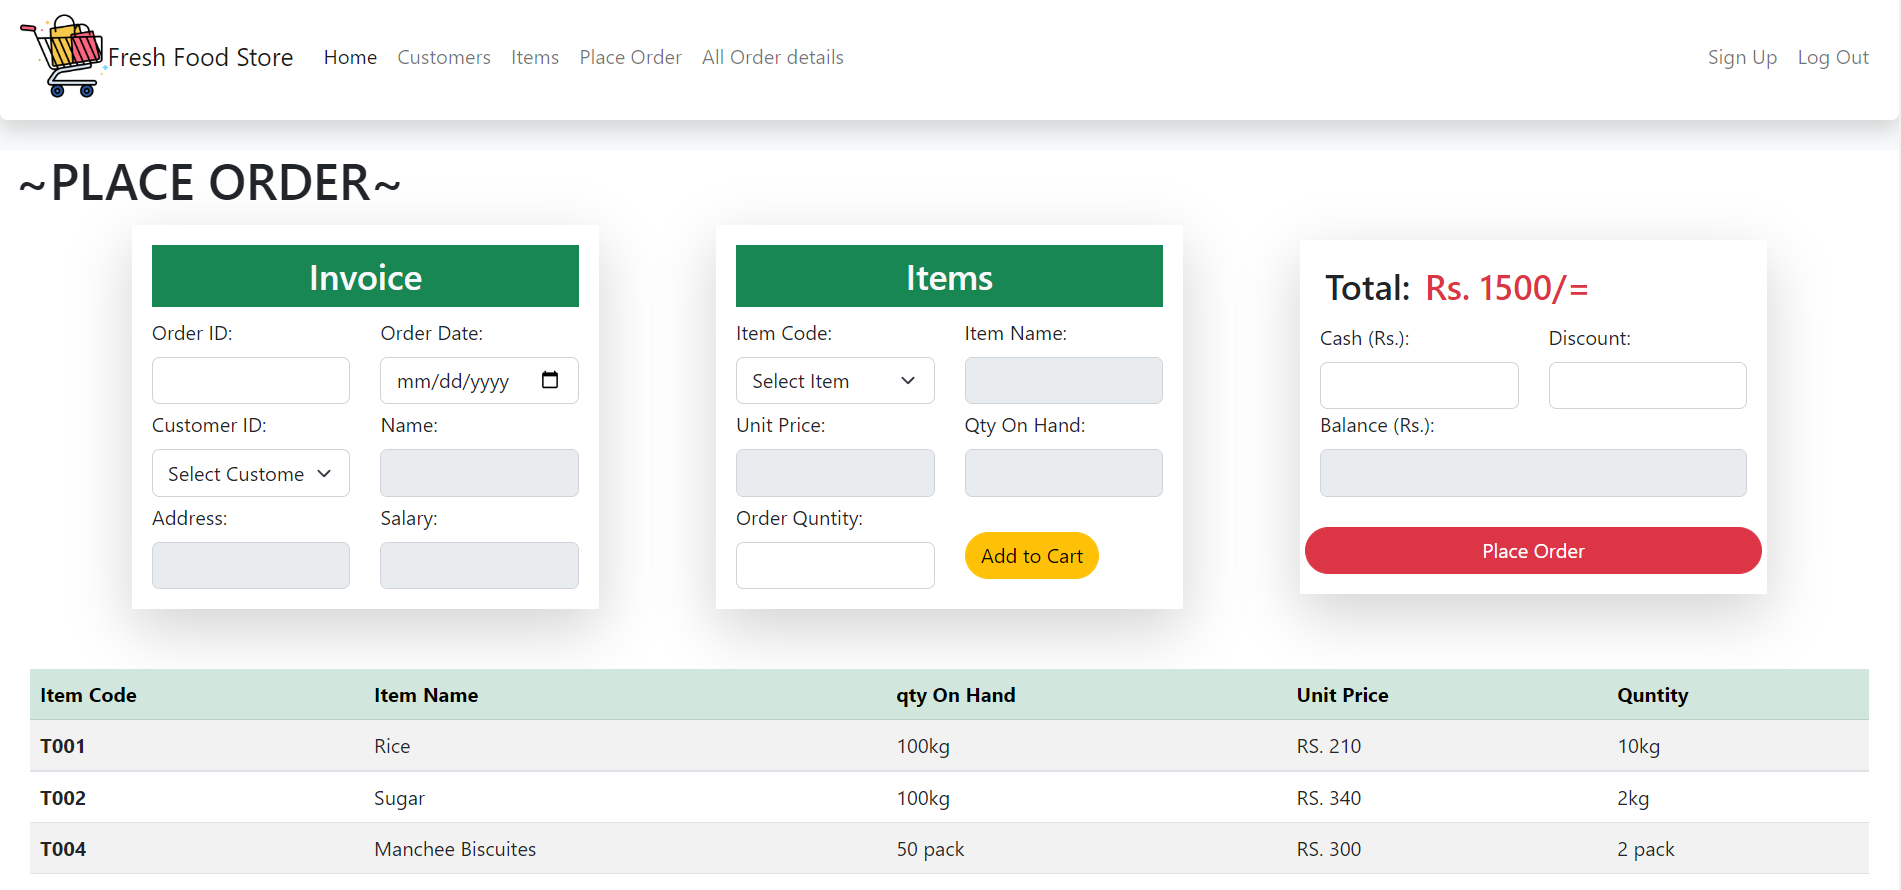 Fresh Food Store Home Customers Items Place Order All Order details Sign Up Log Out
~PLACE ORDER~
Invoice
Order ID: Order Date:
mm/dd/yyyy
Customer ID: Name:
Select Custome
Address: Salary:
Items
Item Code: Item Name:
Select Item
Unit Price: Qty On Hand:
Order Quntity:
Add to Cart
Total: Rs. 1500/=
Cash (Rs.): Discount:
Balance (Rs.):
Place Order
Item Code Item Name qty On Hand Unit Price Quntity
T001 Rice 100kg RS. 210 10kg
T002 Sugar 100kg RS. 340 2kg
T004 Manchee Biscuites 50 pack RS. 300 2 pack